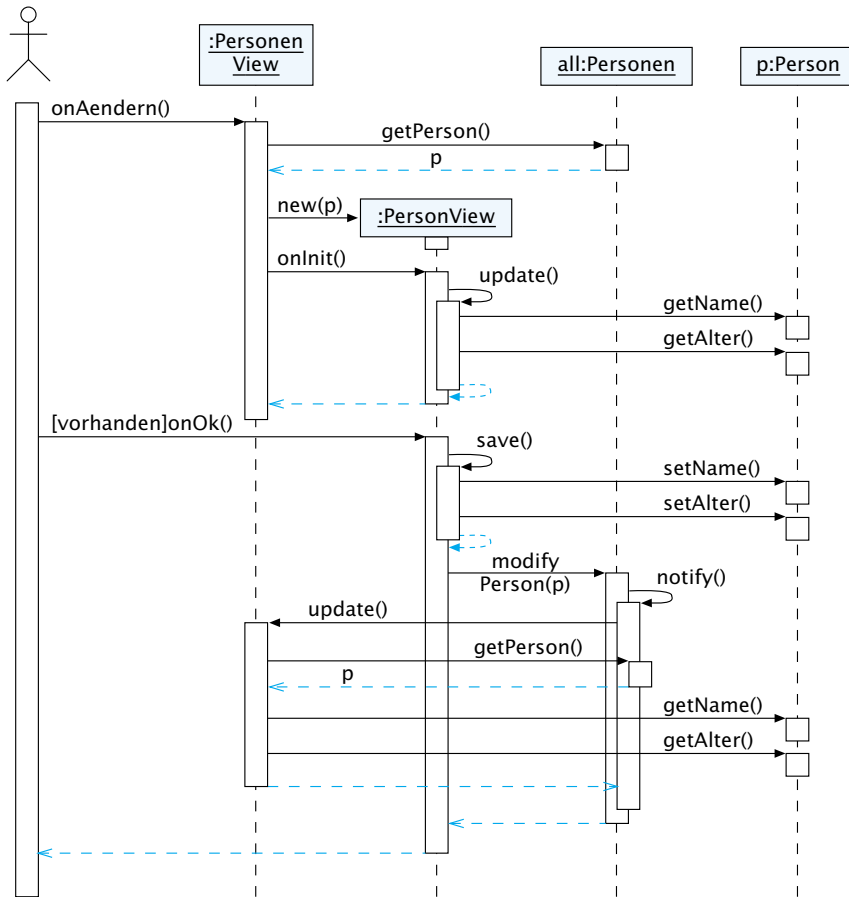 :Personen
View
all:Personen
p:Person
onAendern()
getPerson()
p
new(p)
:PersonView
onInit()
update()
getName()
getAlter()
[vorhanden]onOk()
save()
setName()
setAlter()
modify
Person(p)
notify()
update()
getPerson()
p
getName()
getAlter()